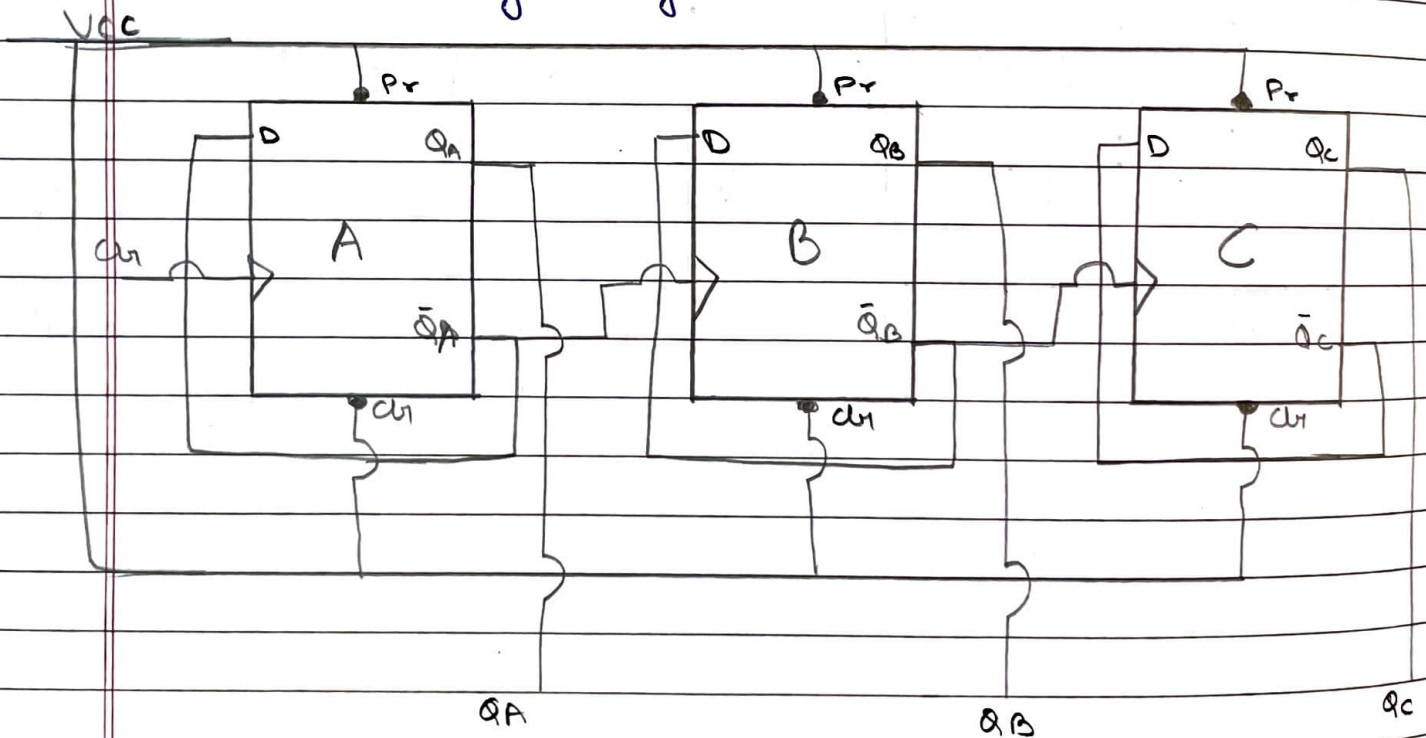 VCC
Pr Pr Pr
D QA D QB D QC
A B C
Clr
Q̄A Q̄B Q̄C
Clr Clr Clr
QA QB QC